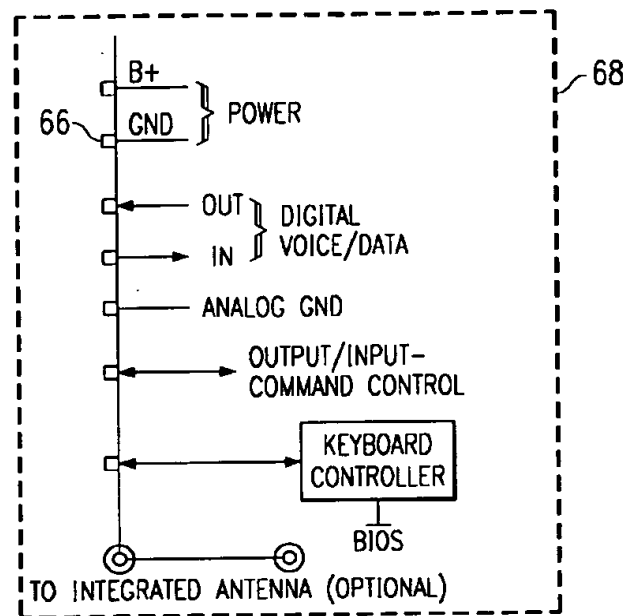 B+
68
66
GND
POWER
OUT
DIGITAL
VOICE/DATA
IN
ANALOG GND
OUTPUT/INPUT-
COMMAND CONTROL
KEYBOARD
CONTROLLER
BIOS
TO INTEGRATED ANTENNA (OPTIONAL)